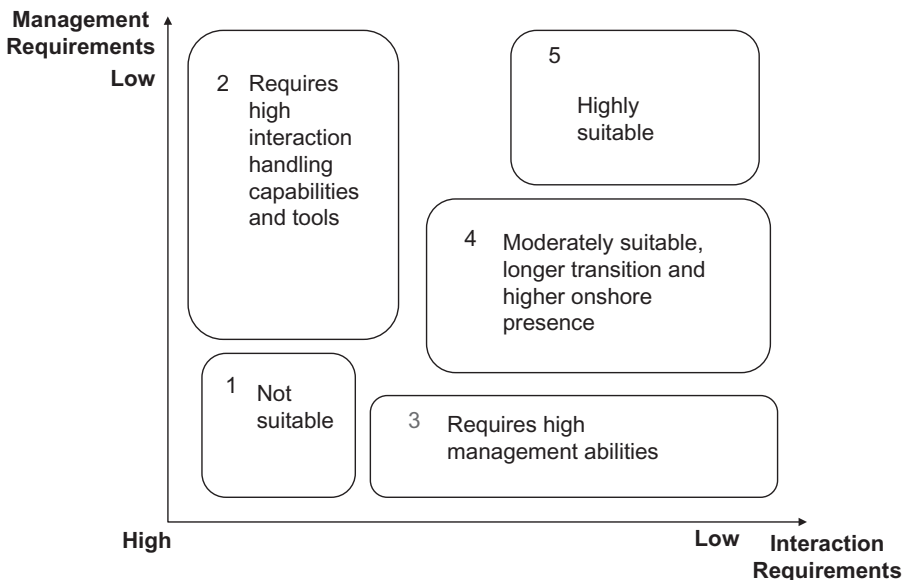 Management
Requirements
Low
2 Requires
high
interaction
handling
capabilities
and tools
5
Highly
suitable
4 Moderately suitable,
longer transition and
higher onshore
presence
1 Not
suitable
3 Requires high
management abilities
High
Low
Interaction
Requirements